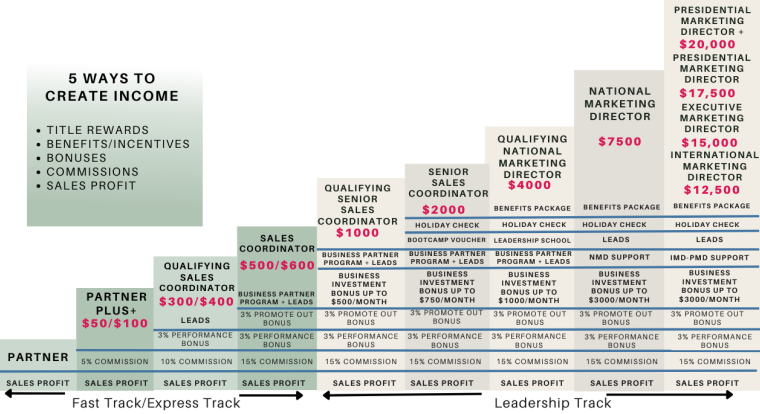 5 WAYS TO
CREATE INCOME
• TITLE REWARDS
• BENEFITS/INCENTIVES
• BONUSES
• COMMISSIONS
• SALES PROFIT
PARTNER
SALES PROFIT
PARTNER
PLUS+
$50/$100
5% COMMISSION
SALES PROFIT
QUALIFYING
SALES
COORDINATOR
$300/$400
LEADS
3% PERFORMANCE
BONUS
10% COMMISSION
SALES PROFIT
SALES
COORDINATOR
$500/$600
BUSINESS PARTNER
PROGRAM + LEADS
3% PROMOTE OUT
BONUS
3% PERFORMANCE
BONUS
15% COMMISSION
SALES PROFIT
QUALIFYING
SENIOR
SALES
COORDINATOR
$1000
BUSINESS PARTNER
PROGRAM + LEADS
BUSINESS
INVESTMENT
BONUS UP TO
$500/MONTH
3% PROMOTE OUT
BONUS
3% PERFORMANCE
BONUS
15% COMMISSION
SALES PROFIT
SENIOR
SALES
COORDINATOR
$2000
HOLIDAY CHECK
BOOTCAMP VOUCHER
BUSINESS PARTNER
PROGRAM + LEADS
BUSINESS
INVESTMENT
BONUS UP TO
$750/MONTH
3% PROMOTE OUT
BONUS
3% PERFORMANCE
BONUS
15% COMMISSION
SALES PROFIT
QUALIFYING
NATIONAL
MARKETING
DIRECTOR
$4000
BENEFITS PACKAGE
HOLIDAY CHECK
LEADERSHIP SCHOOL
BUSINESS PARTNER
PROGRAM + LEADS
BUSINESS
INVESTMENT
BONUS UP TO
$1000/MONTH
3% PROMOTE OUT
BONUS
3% PERFORMANCE
BONUS
15% COMMISSION
SALES PROFIT
NATIONAL
MARKETING
DIRECTOR
$7500
BENEFITS PACKAGE
HOLIDAY CHECK
LEADS
NMD SUPPORT
BUSINESS
INVESTMENT
BONUS UP TO
$3000/MONTH
3% PROMOTE OUT
BONUS
3% PERFORMANCE
BONUS
15% COMMISSION
SALES PROFIT
PRESIDENTIAL
MARKETING
DIRECTOR +
$20,000
PRESIDENTIAL
MARKETING
DIRECTOR
$17,500
EXECUTIVE
MARKETING
DIRECTOR
$15,000
INTERNATIONAL
MARKETING
DIRECTOR
$12,500
BENEFITS PACKAGE
HOLIDAY CHECK
LEADS
IMD-PMD SUPPORT
BUSINESS
INVESTMENT
BONUS UP TO
$3000/MONTH
3% PROMOTE OUT
BONUS
3% PERFORMANCE
BONUS
15% COMMISSION
SALES PROFIT
Fast Track/Express Track
Leadership Track